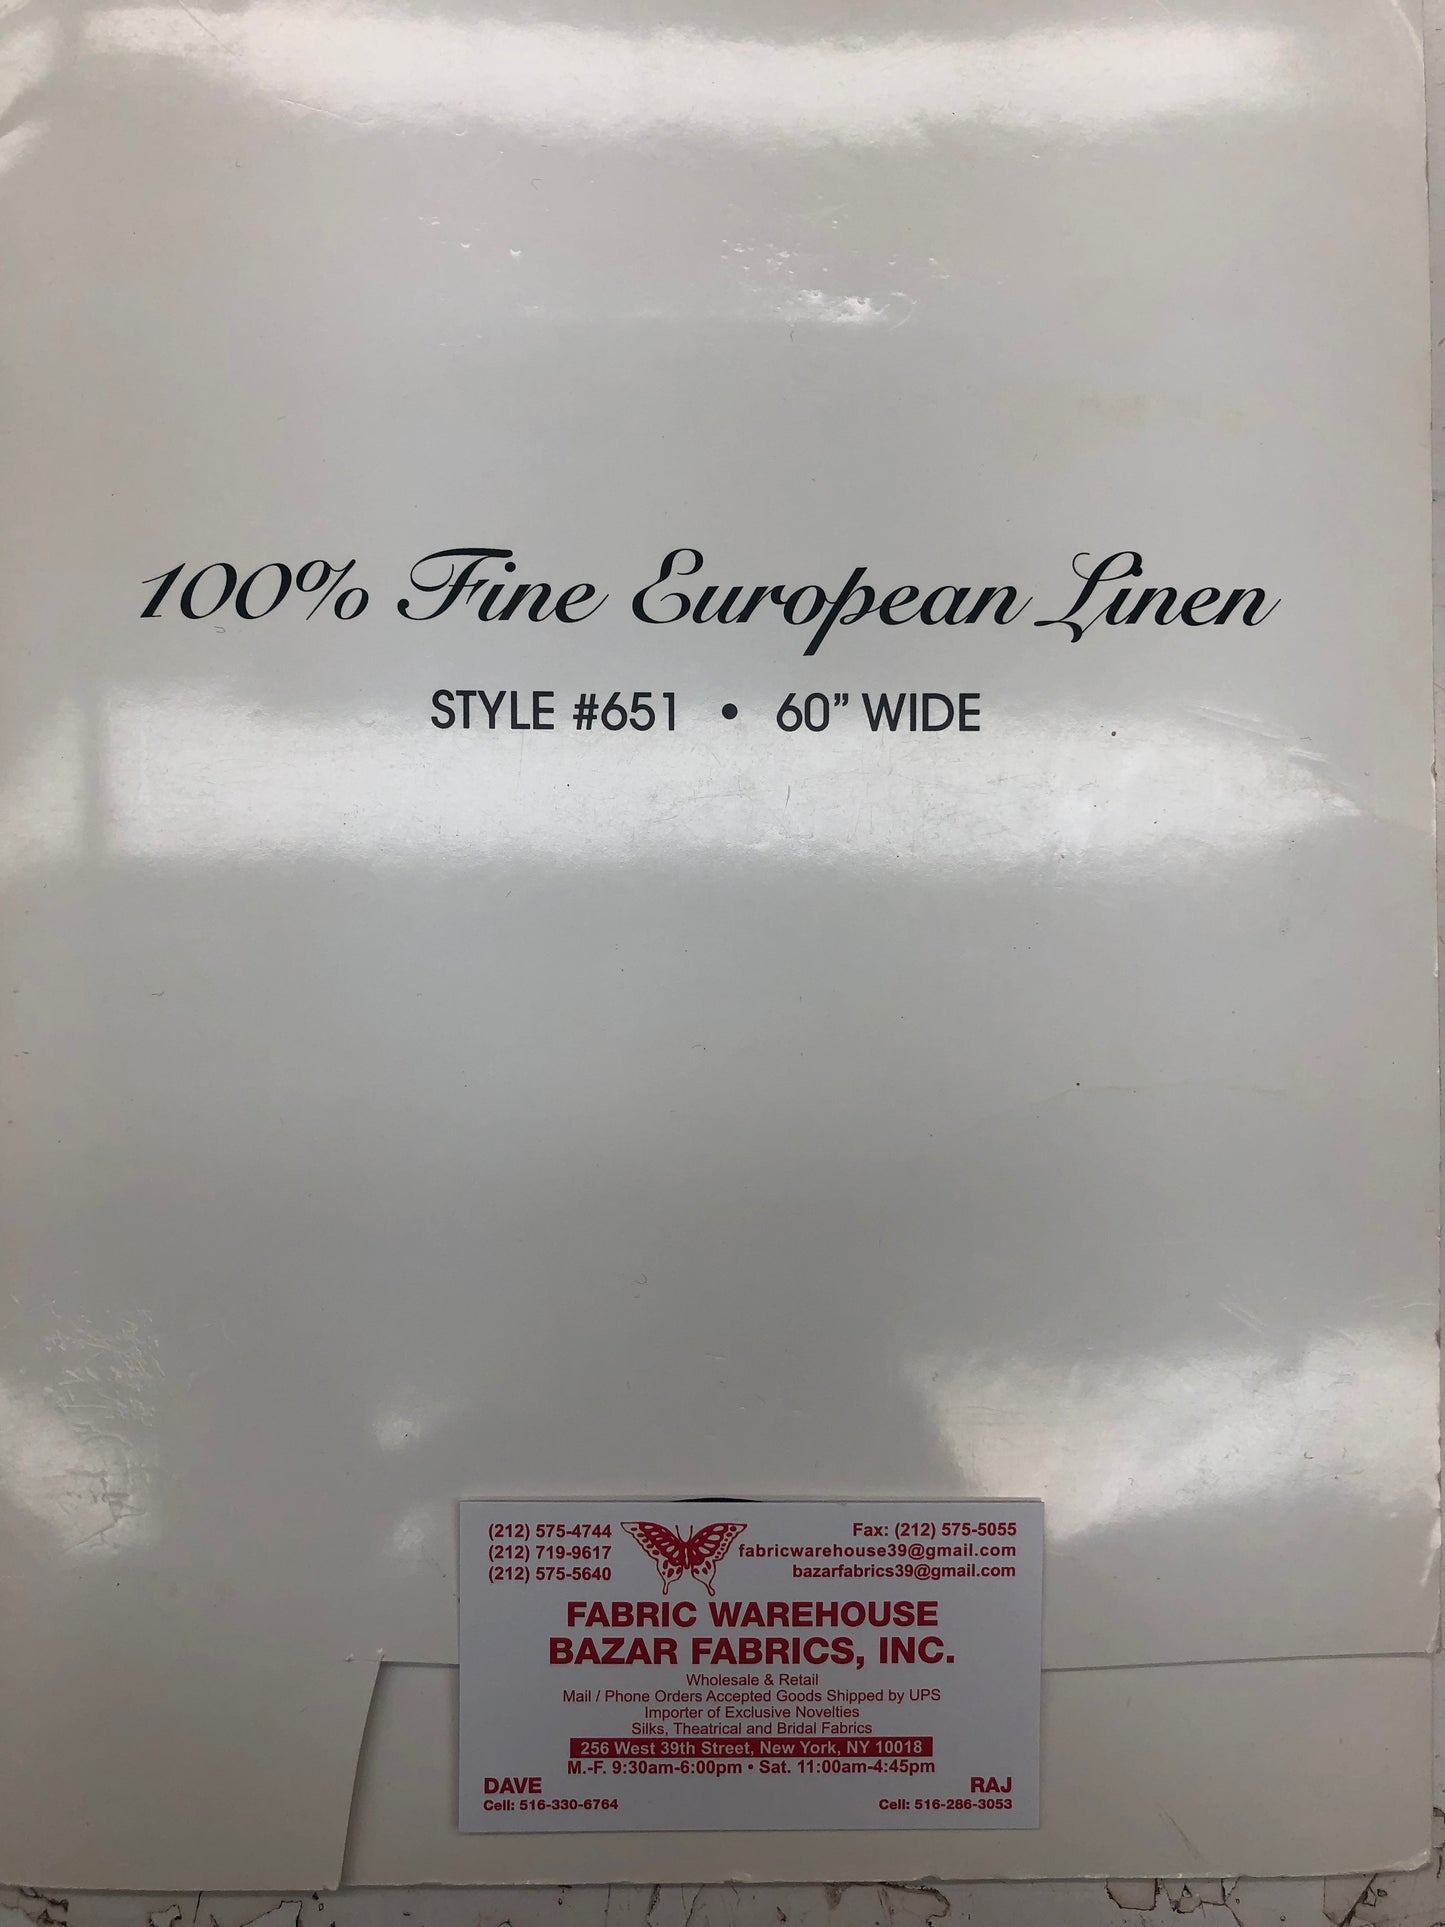 100% Fine European Linen
STYLE #651 • 60” WIDE
(212) 575-4744
(212) 719-9617
(212) 575-5640
Fax: (212) 575-5055
fabricwarehouse39@gmail.com
bazarfabrics39@gmail.com
FABRIC WAREHOUSE
BAZAR FABRICS, INC.
Wholesale & Retail
Mail / Phone Orders Accepted Goods Shipped by UPS
Importer of Exclusive Novelties
Silks, Theatrical and Bridal Fabrics
256 West 39th Street, New York, NY 10018
M.-F. 9:30am-6:00pm • Sat. 11:00am-4:45pm
DAVE
Cell: 516-330-6764
RAJ
Cell: 516-286-3053